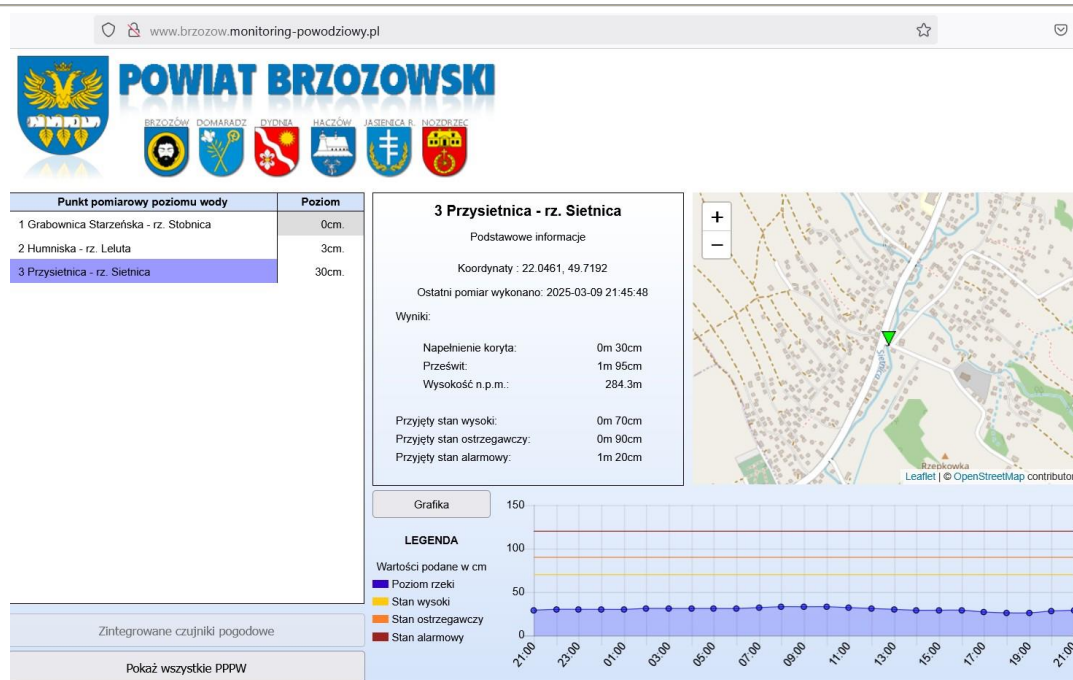 www.brzozow.monitoring-powodziowy.pl
POWIAT BRZOZOWSKI
BRZOZÓW DOMARADZ DYDNIA HACZÓW JASIENICA R. NOZDRZEC
Punkt pomiarowy poziomu wody Poziom
1 Grabownica Starzeńska - rz. Stobnica 0cm.
2 Humniska - rz. Leluta 3cm.
3 Przysietnica - rz. Sietnica 30cm.
3 Przysietnica - rz. Sietnica
Podstawowe informacje
Koordynaty : 22.0461, 49.7192
Ostatni pomiar wykonano: 2025-03-09 21:45:48
Wyniki:
Napełnienie koryta: 0m 30cm
Prześwit: 1m 95cm
Wysokość n.p.m.: 284.3m
Przyjęty stan wysoki: 0m 70cm
Przyjęty stan ostrzegawczy: 0m 90cm
Przyjęty stan alarmowy: 1m 20cm
+
−
Sietnica
Rzepkowka
Leaflet | © OpenStreetMap contributor
Grafika
LEGENDA
Wartości podane w cm
Poziom rzeki
Stan wysoki
Stan ostrzegawczy
Stan alarmowy
150
100
50
0
21:00 23:00 01:00 03:00 05:00 07:00 09:00 11:00 13:00 15:00 17:00 19:00 21:00
Zintegrowane czujniki pogodowe
Pokaż wszystkie PPPW